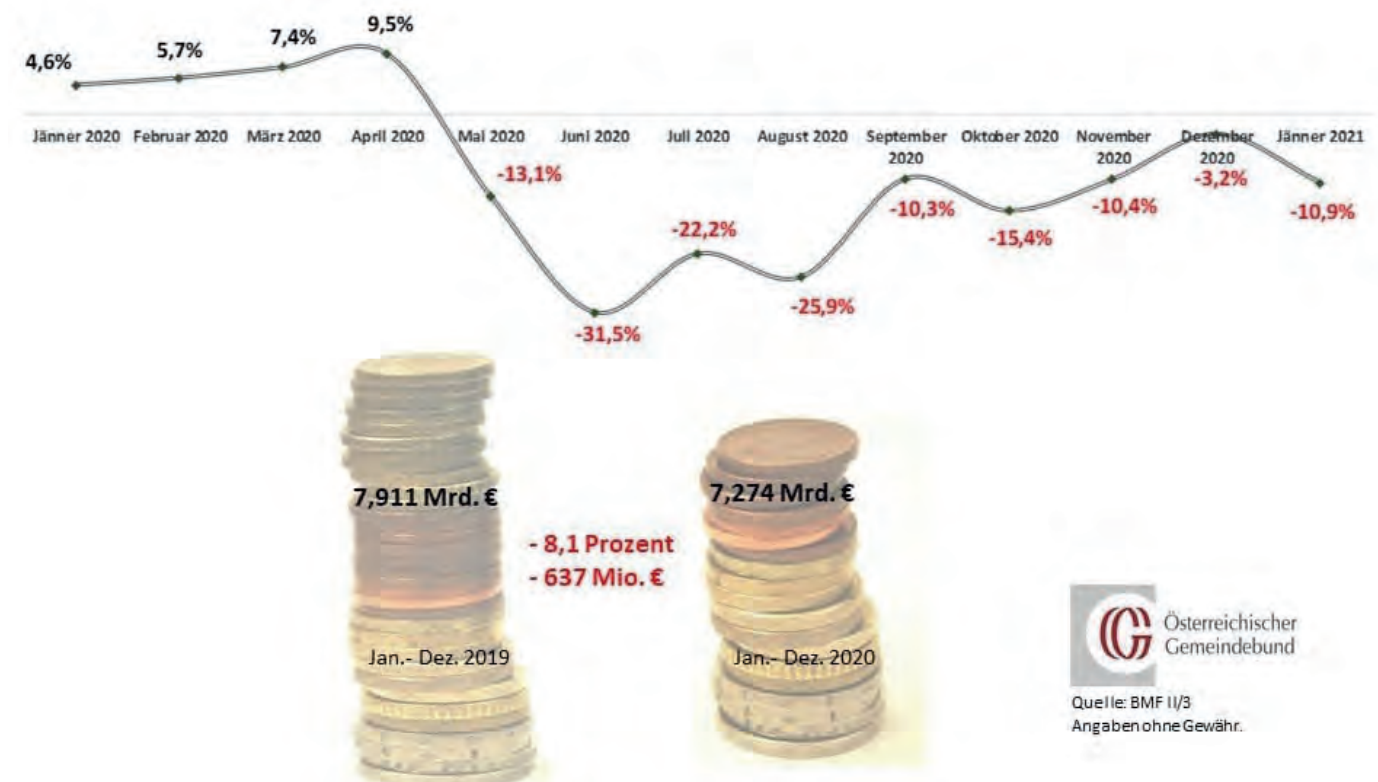 4,6%
5,7%
7,4%
9,5%
Jänner 2020 Februar 2020 März 2020 April 2020 Mai 2020 Juni 2020 Juli 2020 August 2020 September 2020 Oktober 2020 November 2020 Dezember 2020 Jänner 2021
-13,1%
-31,5%
-22,2%
-25,9%
-10,3%
-15,4%
-10,4%
-3,2%
-10,9%
7,911 Mrd. €
7,274 Mrd. €
- 8,1 Prozent
- 637 Mio. €
Jan.- Dez. 2019
Jan.- Dez. 2020
Österreichischer
Gemeindebund
Quelle: BMF II/3
Angaben ohne Gewähr.